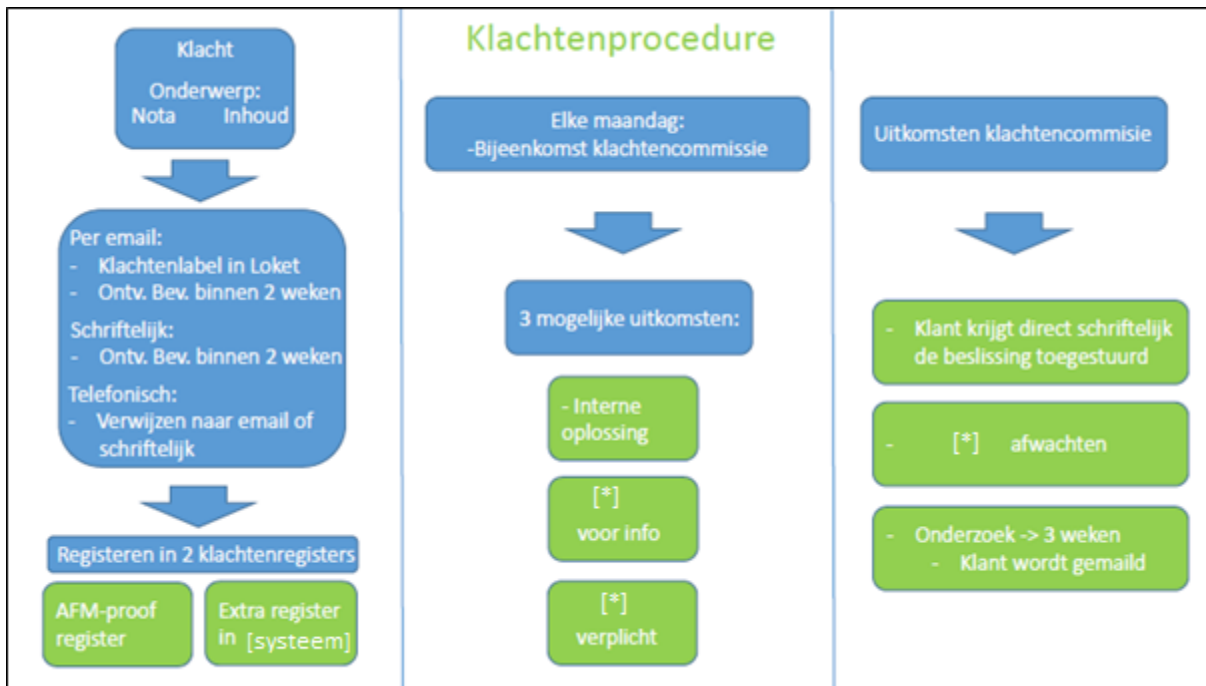 Klachtenprocedure
Klacht
Onderwerp:
Nota Inhoud
Per email:
- Klachtenlabel in Loket
- Ontv. Bev. binnen 2 weken
Schriftelijk:
- Ontv. Bev. binnen 2 weken
Telefonisch:
- Verwijzen naar email of
schriftelijk
Registeren in 2 klachtenregisters
AFM-proof
register
Extra register
in [systeem]
Elke maandag:
-Bijeenkomst klachtencommissie
3 mogelijke uitkomsten:
- Interne
oplossing
[*]
voor info
[*]
verplicht
Uitkomsten klachtencommisie
- Klant krijgt direct schriftelijk
de beslissing toegestuurd
- [*] afwachten
- Onderzoek -> 3 weken
- Klant wordt gemaild